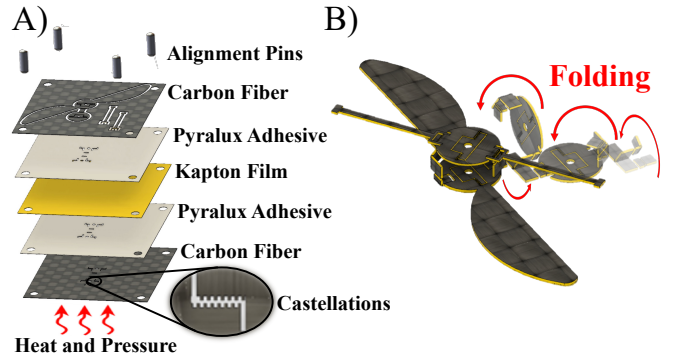 A)
Alignment Pins
Carbon Fiber
Pyralux Adhesive
Kapton Film
Pyralux Adhesive
Carbon Fiber
Castellations
Heat and Pressure
B)
Folding